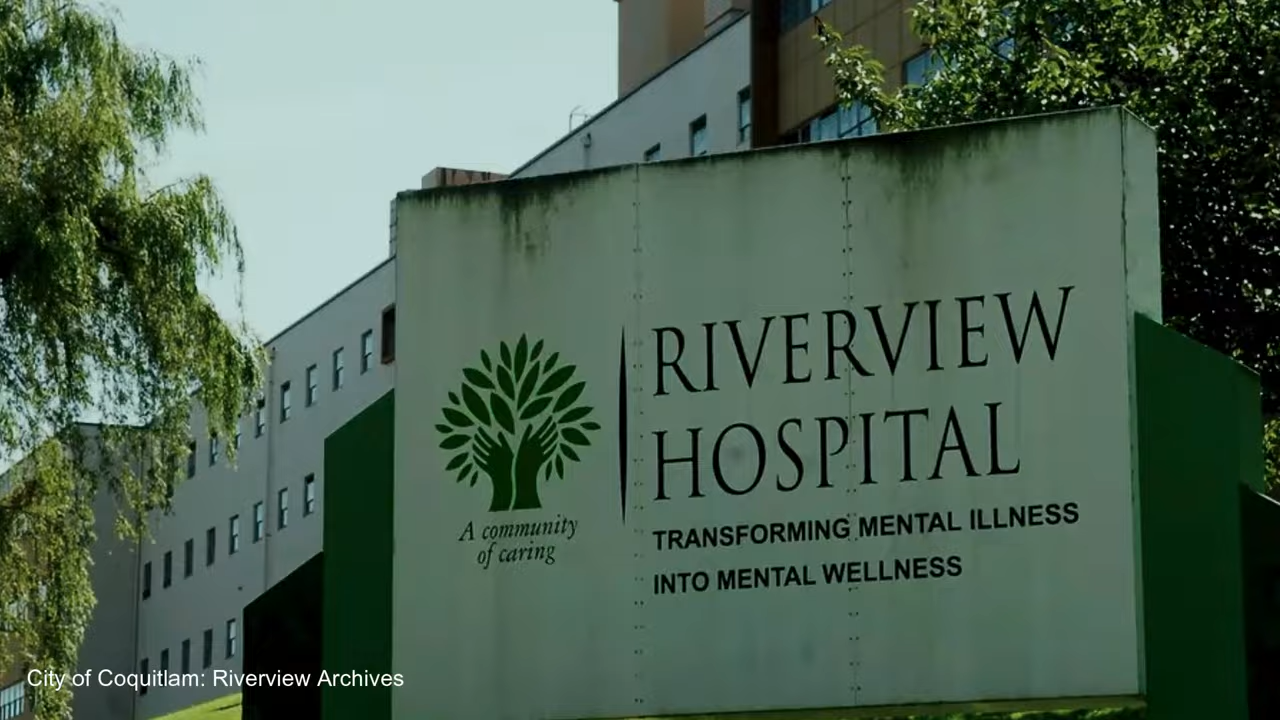 RIVERVIEW
HOSPITAL
TRANSFORMING MENTAL ILLNESS
INTO MENTAL WELLNESS
A community
of caring
City of Coquitlam: Riverview Archives